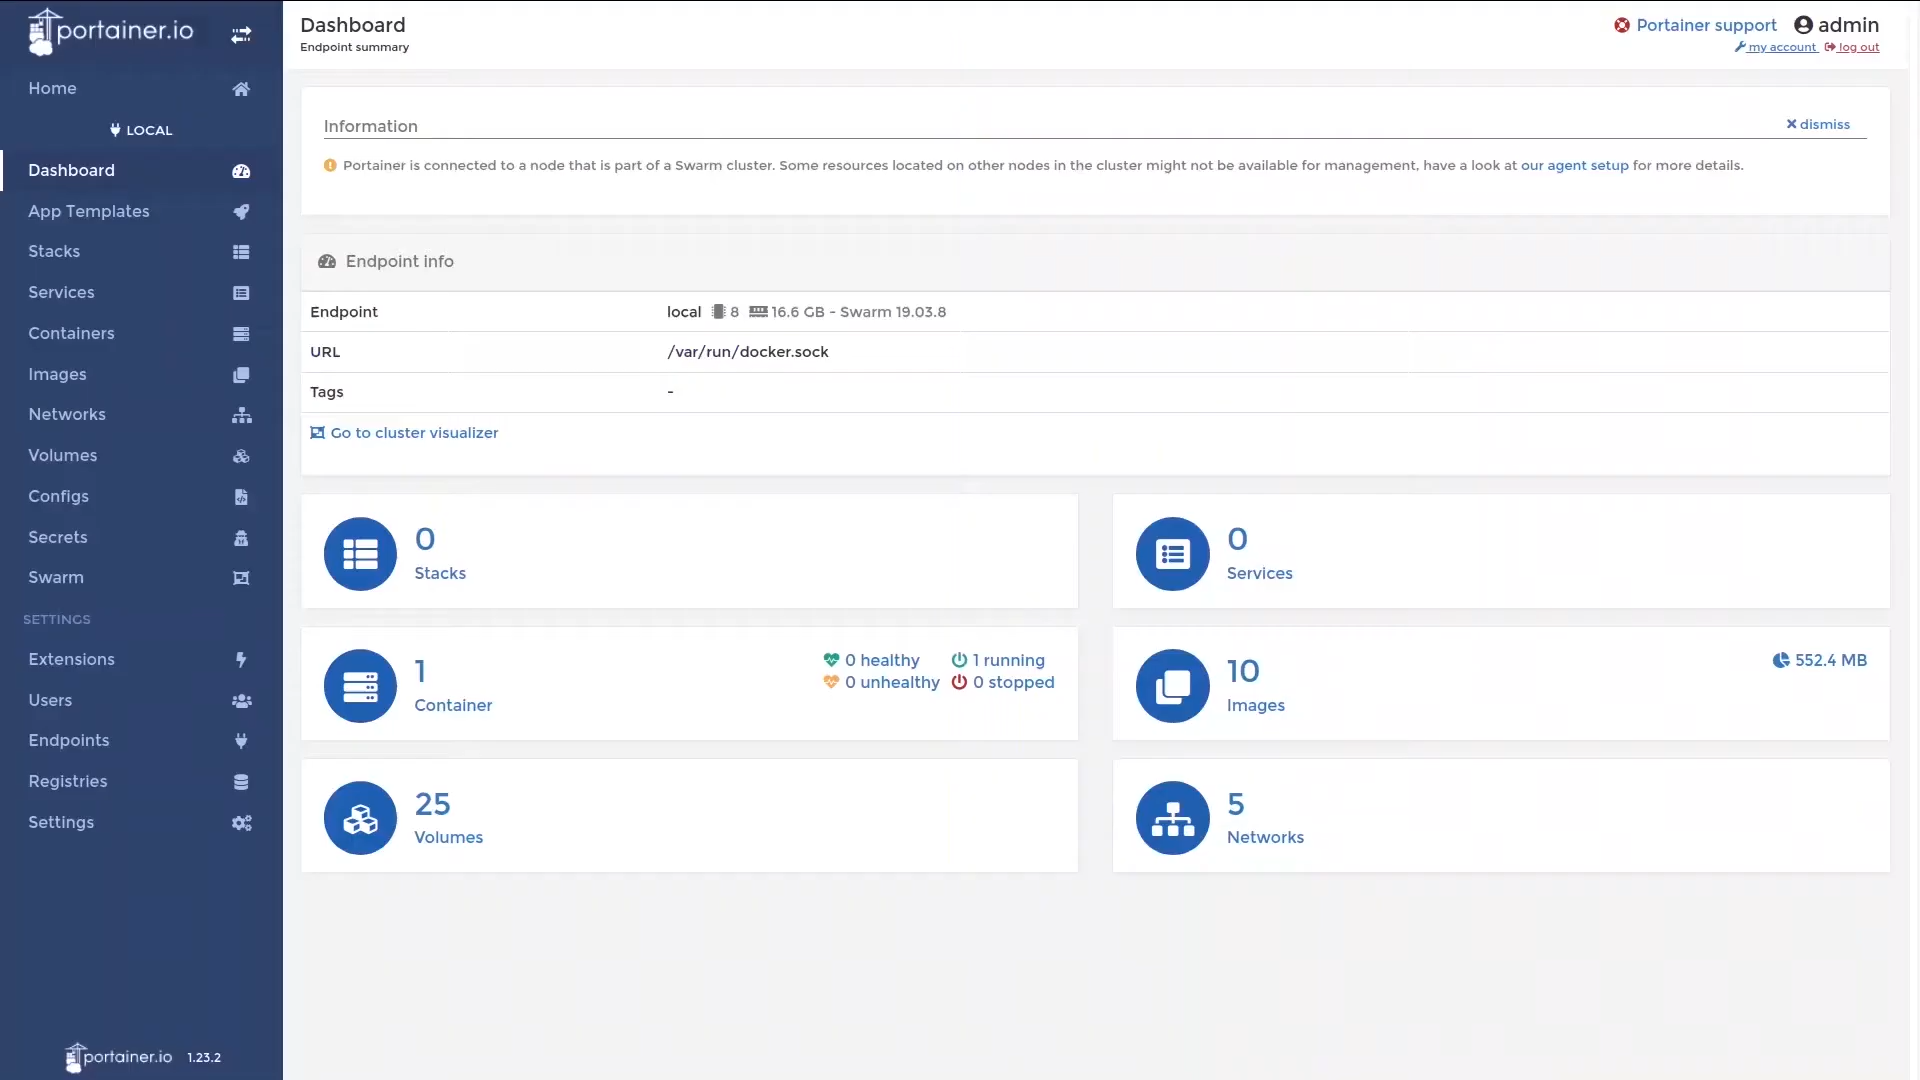 portainer.io
Home
LOCAL
Dashboard
App Templates
Stacks
Services
Containers
Images
Networks
Volumes
Configs
Secrets
Swarm
SETTINGS
Extensions
Users
Endpoints
Registries
Settings
portainer.io 1.23.2
Dashboard
Endpoint summary
Portainer support admin
my account log out
Information
dismiss
Portainer is connected to a node that is part of a Swarm cluster. Some resources located on other nodes in the cluster might not be available for management, have a look at our agent setup for more details.
Endpoint info
Endpoint local 8 16.6 GB - Swarm 19.03.8
URL /var/run/docker.sock
Tags -
Go to cluster visualizer
0
Stacks
0
Services
1
Container
0 healthy 1 running
0 unhealthy 0 stopped
10
Images
552.4 MB
25
Volumes
5
Networks